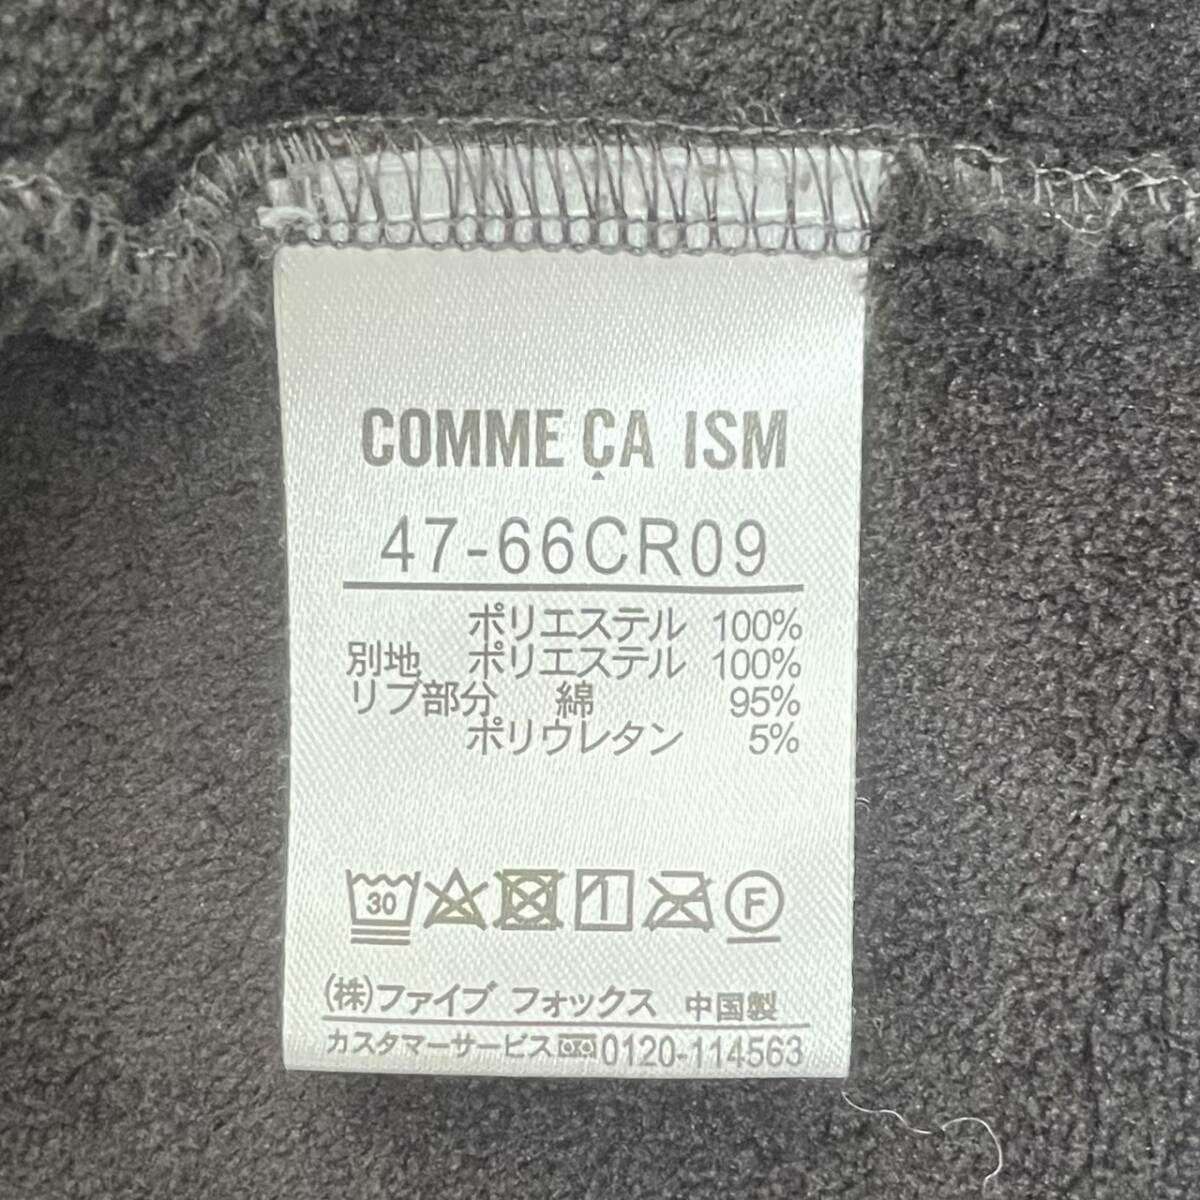 COMME ÇA ISM
47-66CR09
ポリエステル 100%
別地 ポリエステル 100%
リブ部分 綿 95%
ポリウレタン 5%
30 F
(株)ファイブ フォックス 中国製
カスタマーサービス 0120-114563